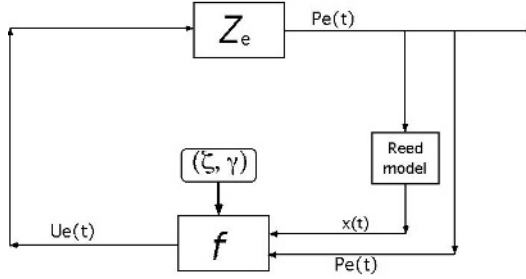 Ze
Pe(t)
Reed
model
(ζ, γ)
x(t)
Ue(t)
f
Pe(t)